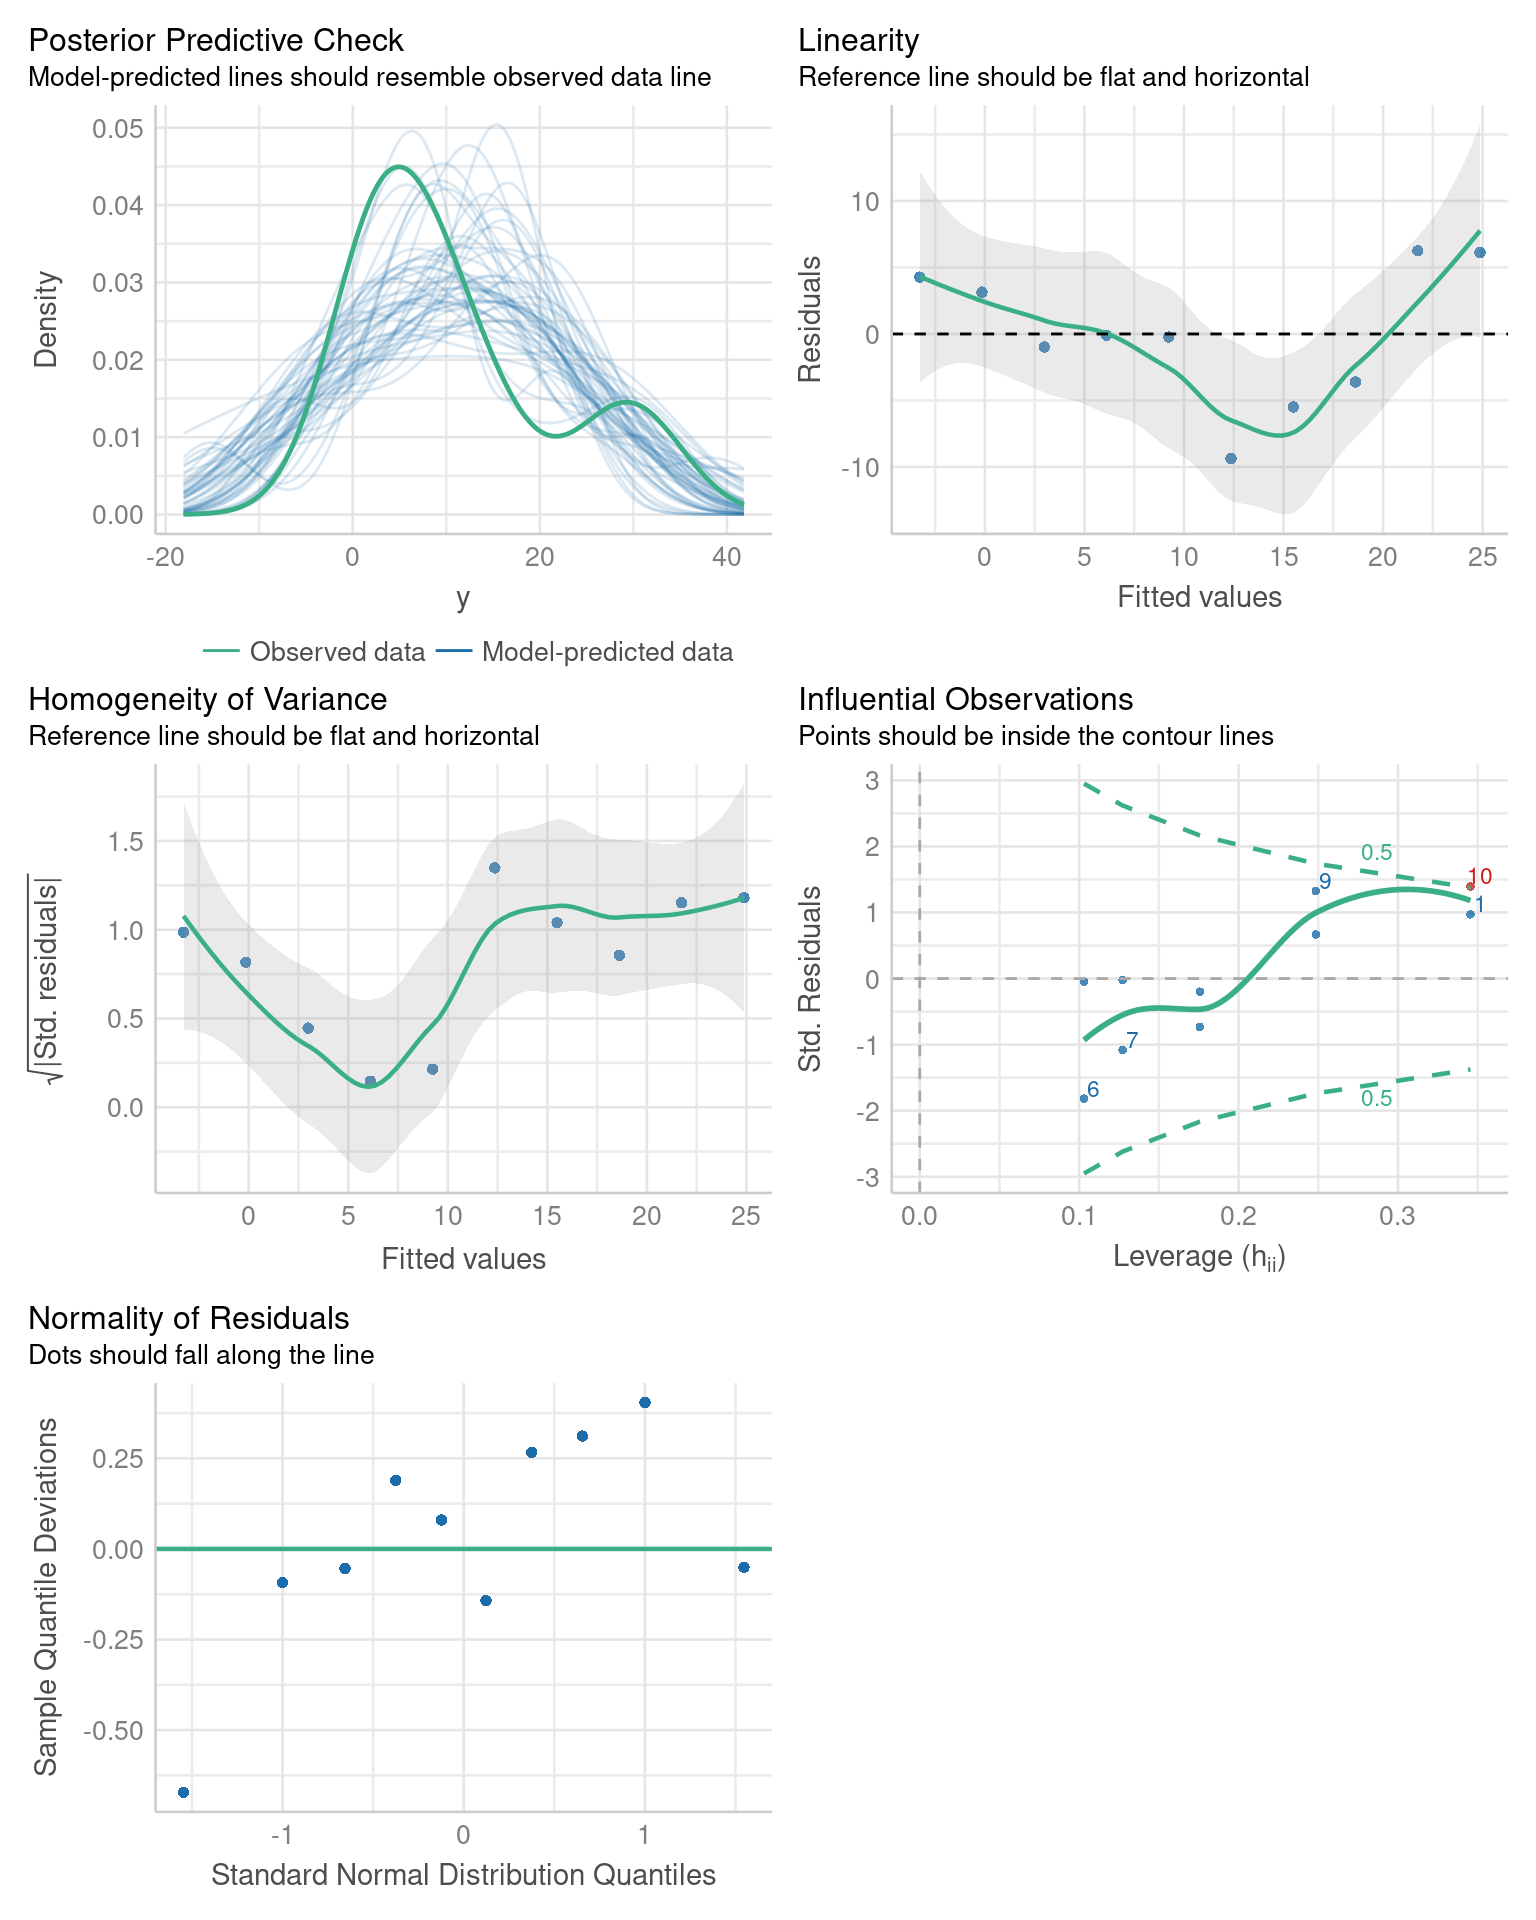 Posterior Predictive Check
Model-predicted lines should resemble observed data line
0.05
0.04
0.03
0.02
0.01
0.00
Density
-20
0
20
40
y
Observed data
Model-predicted data
Linearity
Reference line should be flat and horizontal
10
0
-10
Residuals
0
5
10
15
20
25
Fitted values
Homogeneity of Variance
Reference line should be flat and horizontal
1.5
1.0
0.5
0.0
√|Std. residuals|
0
5
10
15
20
25
Fitted values
Influential Observations
Points should be inside the contour lines
3
2
1
0
-1
-2
-3
Std. Residuals
0.5
10
9
1
7
6
0.5
0.0
0.1
0.2
0.3
Leverage (hii)
Normality of Residuals
Dots should fall along the line
0.25
0.00
-0.25
-0.50
Sample Quantile Deviations
-1
0
1
Standard Normal Distribution Quantiles